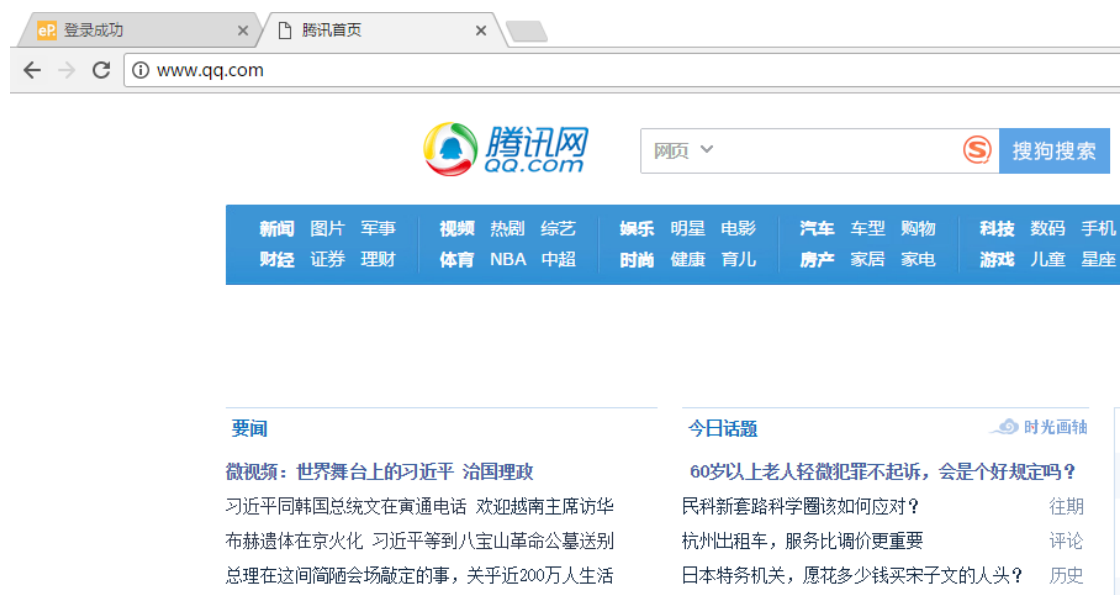 eP 登录成功 腾讯首页
www.qq.com
腾讯网
QQ.com
网页 搜狗搜索
新闻 图片 军事 视频 热剧 综艺 娱乐 明星 电影 汽车 车型 购物 科技 数码 手机
财经 证券 理财 体育 NBA 中超 时尚 健康 育儿 房产 家居 家电 游戏 儿童 星座
要闻
微视频：世界舞台上的习近平 治国理政
习近平同韩国总统文在寅通电话 欢迎越南主席访华
布赫遗体在京火化 习近平等到八宝山革命公墓送别
总理在这间简陋会场敲定的事，关乎近200万人生活
今日话题 时光画轴
60岁以上老人轻微犯罪不起诉，会是个好规定吗？
民科新套路科学圈该如何应对？ 往期
杭州出租车，服务比调价更重要 评论
日本特务机关，愿花多少钱买宋子文的人头？ 历史